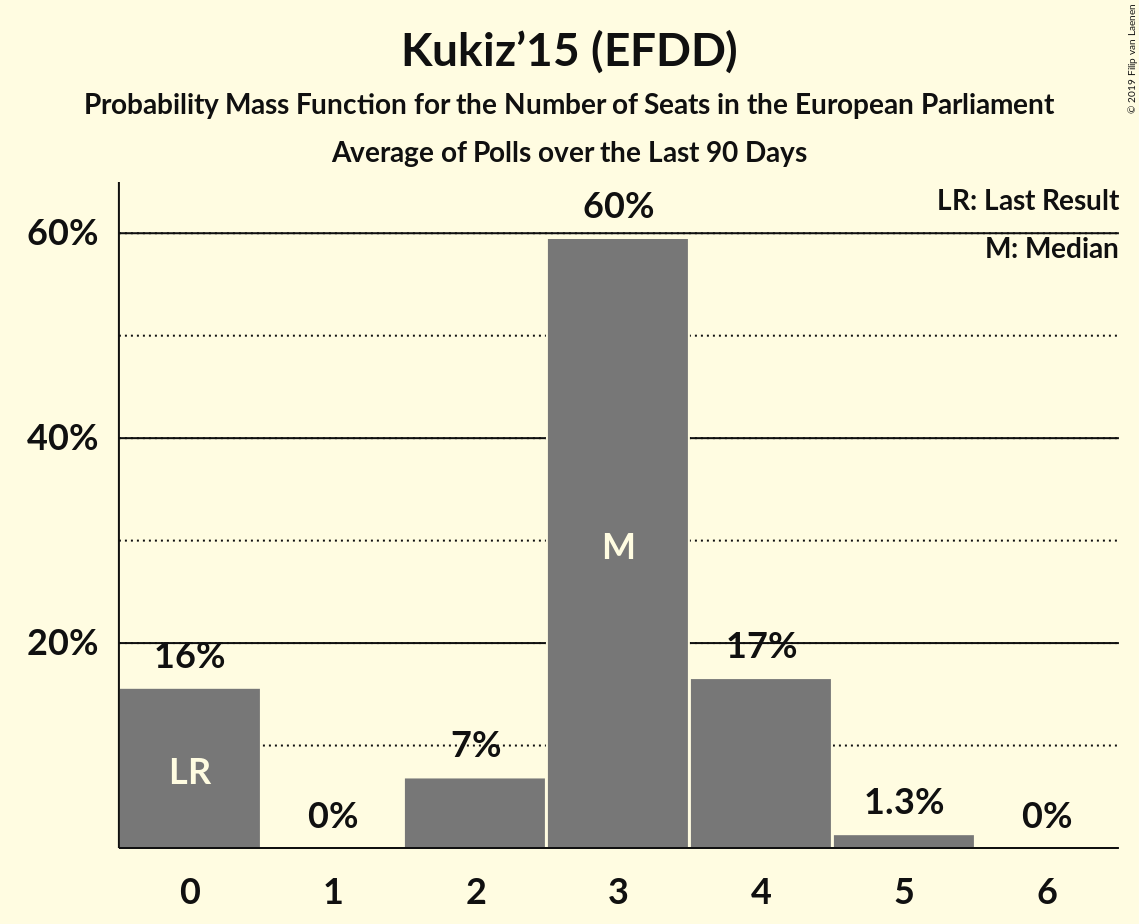 Kukiz’15 (EFDD)
Probability Mass Function for the Number of Seats in the European Parliament
Average of Polls over the Last 90 Days
© 2019 Filip van Laenen
LR: Last Result
M: Median
60%
40%
20%
16%
0%
7%
60%
17%
1.3%
0%
LR
M
0 1 2 3 4 5 6